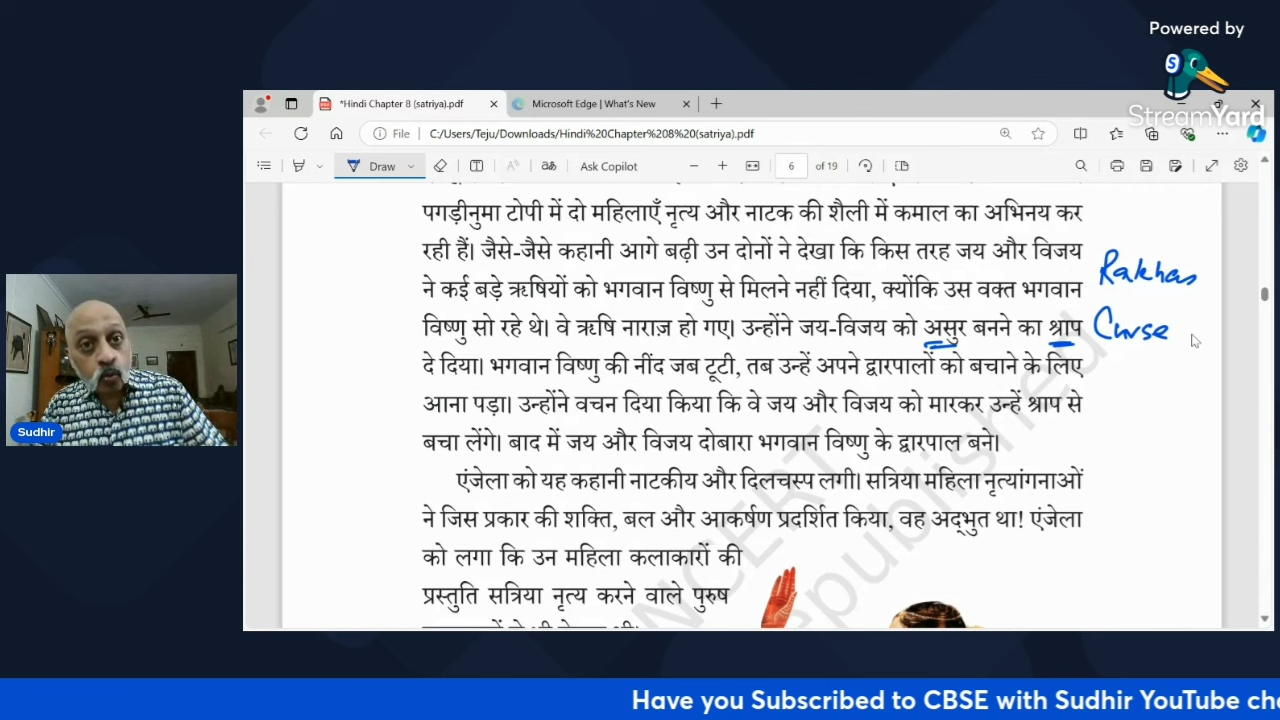 Powered by
S
StreamYard
*Hindi Chapter 8 (satriya).pdf
Microsoft Edge | What's New
File
C:/Users/Teju/Downloads/Hindi%20Chapter%208%20(satriya).pdf
Draw
Ask Copilot
6 of 19
पगड़ीनुमा टोपी में दो महिलाएँ नृत्य और नाटक की शैली में कमाल का अभिनय कर
रही हैं। जैसे-जैसे कहानी आगे बढ़ी उन दोनों ने देखा कि किस तरह जय और विजय
Rakhas
ने कई बड़े ऋषियों को भगवान विष्णु से मिलने नहीं दिया, क्योंकि उस वक्त भगवान
विष्णु सो रहे थे। वे ऋषि नाराज़ हो गए। उन्होंने जय-विजय को असुर बनने का श्राप
Curse
दे दिया। भगवान विष्णु की नींद जब टूटी, तब उन्हें अपने द्वारपालों को बचाने के लिए
आना पड़ा। उन्होंने वचन दिया किया कि वे जय और विजय को मारकर उन्हें श्राप से
बचा लेंगे। बाद में जय और विजय दोबारा भगवान विष्णु के द्वारपाल बने।
एंजेला को यह कहानी नाटकीय और दिलचस्प लगी। सत्रिया महिला नृत्यांगनाओं
ने जिस प्रकार की शक्ति, बल और आकर्षण प्रदर्शित किया, वह अद्‌भुत था! एंजेला
को लगा कि उन महिला कलाकारों की
प्रस्तुति सत्रिया नृत्य करने वाले पुरुष
NCERT
republished
Sudhir
Have you Subscribed to CBSE with Sudhir YouTube cha